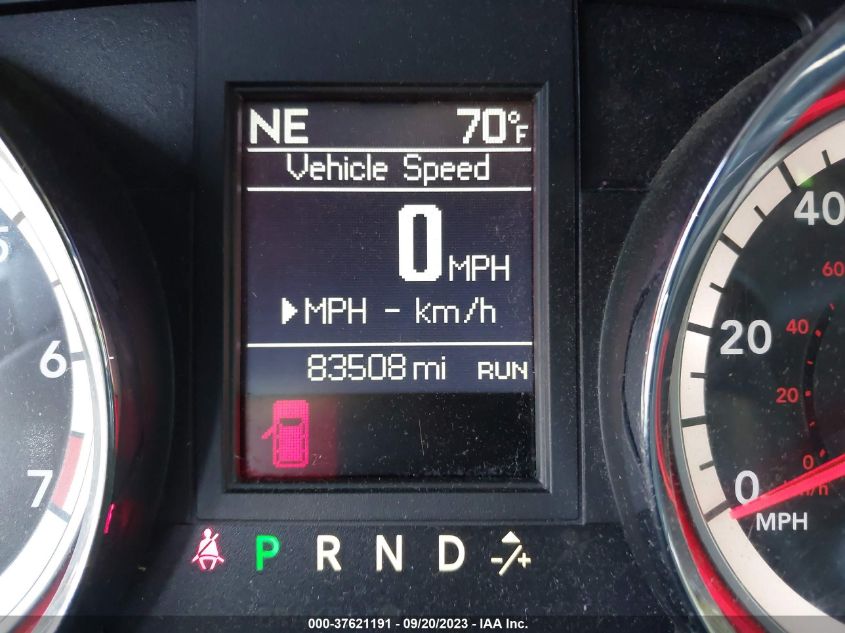 NE 70°F
Vehicle Speed
0 MPH
▶MPH - km/h
83508 mi RUN
6
7
40
20
0
MPH
60
40
20
0
km/h
P R N D -/+
000-37621191 - 09/20/2023 - IAA Inc.